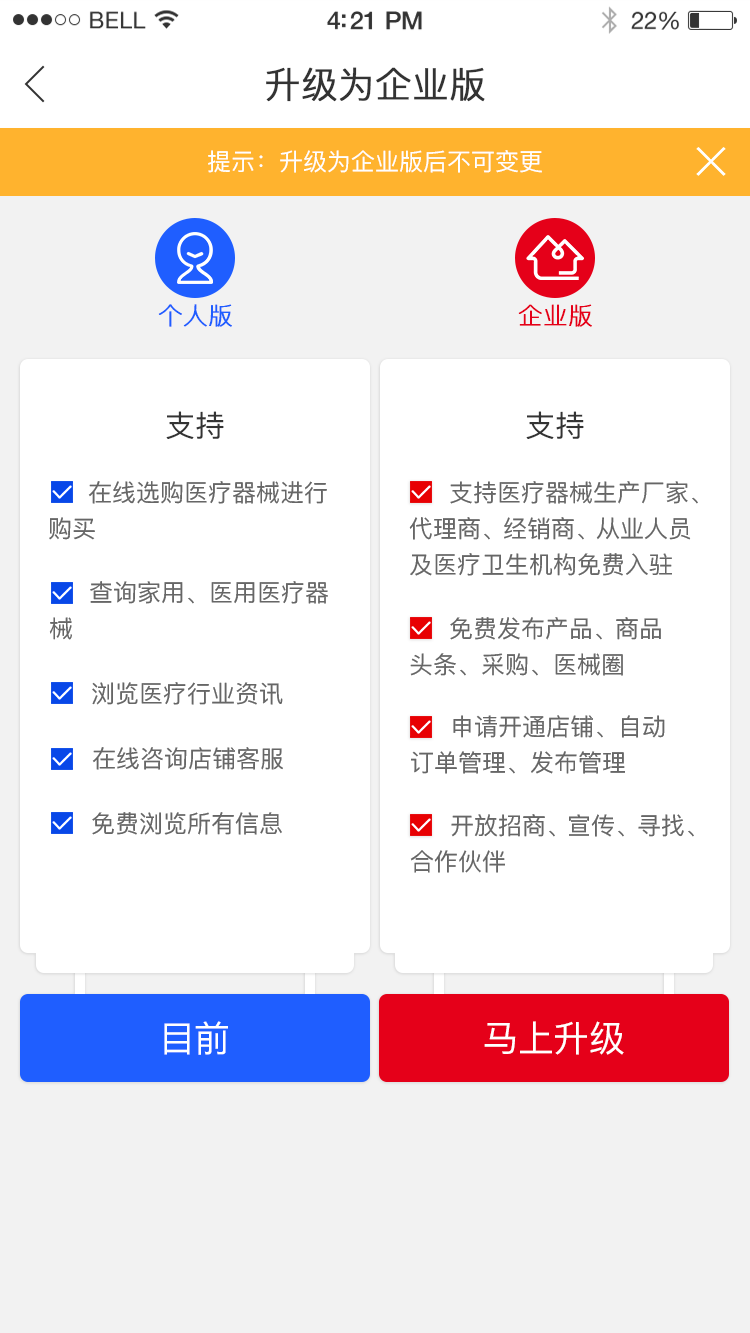 BELL
4:21 PM
22%
升级为企业版
提示：升级为企业版后不可变更
个人版
企业版
支持
在线选购医疗器械进行
购买
查询家用、医用医疗器
械
浏览医疗行业资讯
在线咨询店铺客服
免费浏览所有信息
支持
支持医疗器械生产厂家、
代理商、经销商、从业人员
及医疗卫生机构免费入驻
免费发布产品、商品
头条、采购、医械圈
申请开通店铺、自动
订单管理、发布管理
开放招商、宣传、寻找、
合作伙伴
目前
马上升级